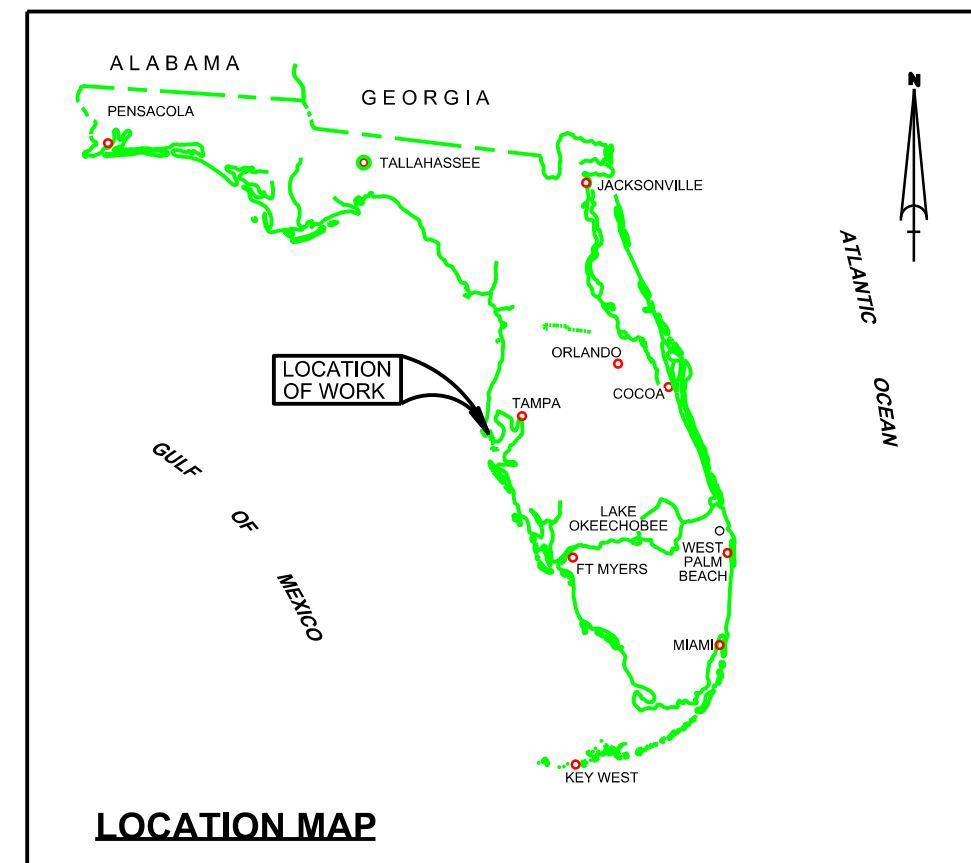 ALABAMA
GEORGIA
PENSACOLA
TALLAHASSEE
JACKSONVILLE
N
ATLANTIC
OCEAN
ORLANDO
COCOA
LOCATION
OF WORK
TAMPA
GULF
OF
MEXICO
LAKE
OKEECHOBEE
WEST
PALM
BEACH
FT MYERS
MIAMI
KEY WEST
LOCATION MAP